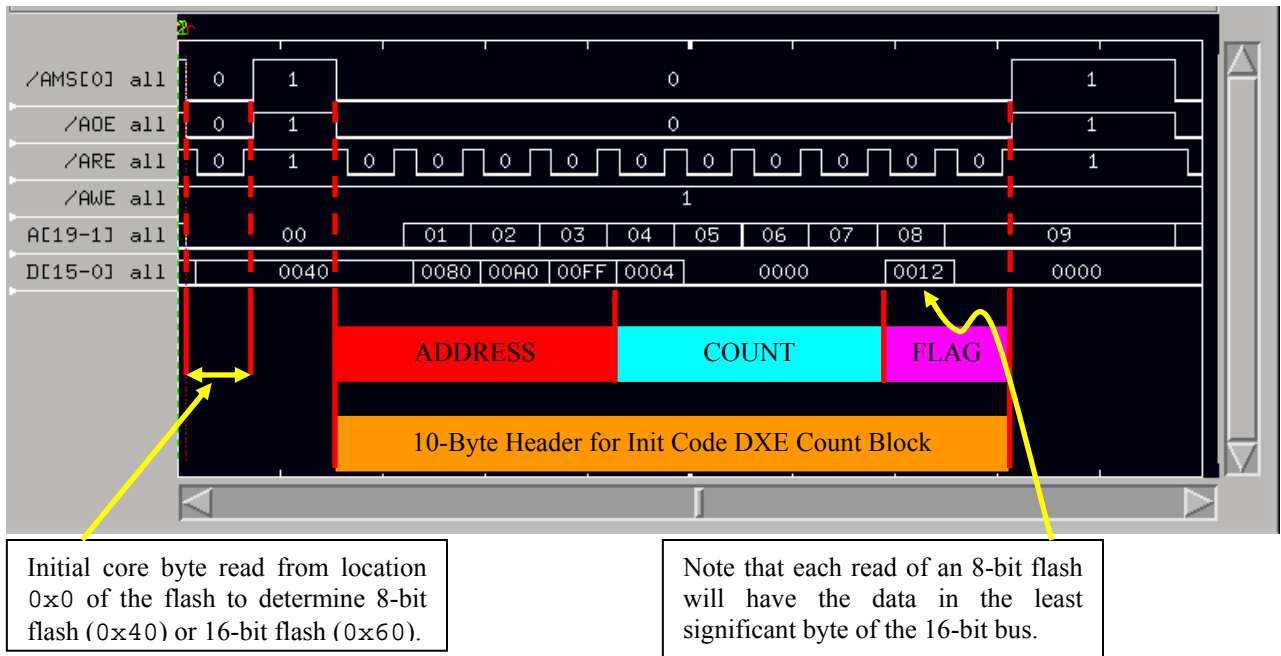 /AMS[0] all 0 1 0 1
/AOE all 0 1 0 1
/ARE all 0 1 0 0 0 0 0 0 0 0 0 0 1
/AWE all 1
A[19-1] all 00 01 02 03 04 05 06 07 08 09
D[15-0] all 0040 0080 00A0 00FF 0004 0000 0012 0000
ADDRESS COUNT FLAG
10-Byte Header for Init Code DXE Count Block
Initial core byte read from location
0x0 of the flash to determine 8-bit
flash (0x40) or 16-bit flash (0x60).
Note that each read of an 8-bit flash
will have the data in the least
significant byte of the 16-bit bus.